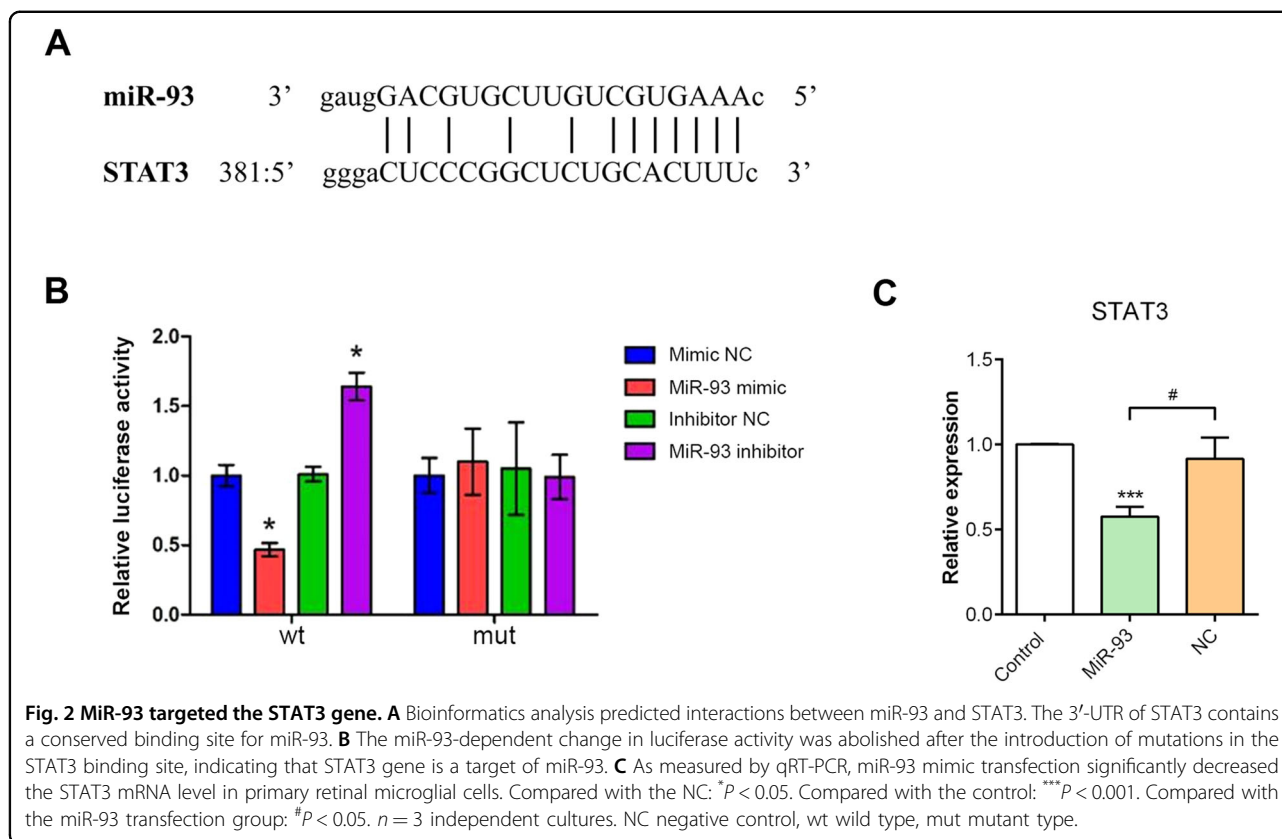 A
miR-93 3’ gaugGACGUGCUUGUCGUGAAAc 5’
STAT3 381:5’ gggaCUCCCGGCUCUGCACUUUc 3’
B
Relative luciferase activity
2.0
1.5
1.0
0.5
0.0
*
*
wt
mut
Mimic NC
MiR-93 mimic
Inhibitor NC
MiR-93 inhibitor
C
STAT3
Relative expression
1.5
1.0
0.5
0.0
***
#
Control
MiR-93
NC
Fig. 2 MiR-93 targeted the STAT3 gene. A Bioinformatics analysis predicted interactions between miR-93 and STAT3. The 3′-UTR of STAT3 contains
a conserved binding site for miR-93. B The miR-93-dependent change in luciferase activity was abolished after the introduction of mutations in the
STAT3 binding site, indicating that STAT3 gene is a target of miR-93. C As measured by qRT-PCR, miR-93 mimic transfection significantly decreased
the STAT3 mRNA level in primary retinal microglial cells. Compared with the NC: *P < 0.05. Compared with the control: ***P < 0.001. Compared with
the miR-93 transfection group: #P < 0.05. n = 3 independent cultures. NC negative control, wt wild type, mut mutant type.